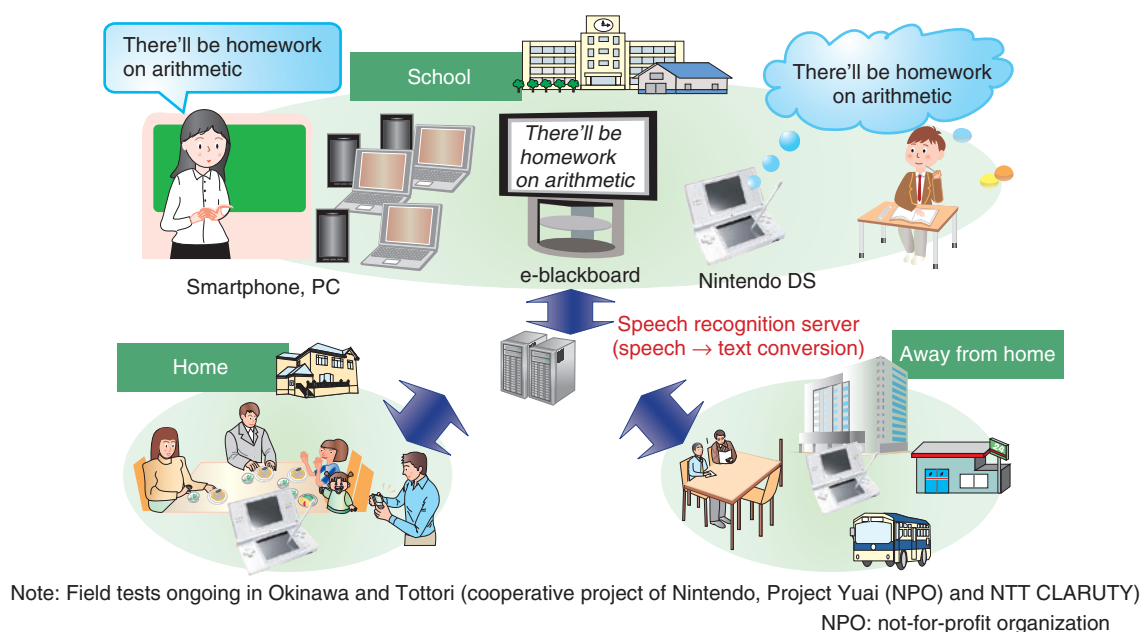 There'll be homework
on arithmetic
School
There'll be
homework
on arithmetic
There'll be homework
on arithmetic
Smartphone, PC
e-blackboard
Nintendo DS
Speech recognition server
(speech → text conversion)
Home
Away from home
Note: Field tests ongoing in Okinawa and Tottori (cooperative project of Nintendo, Project Yuai (NPO) and NTT CLARUTY)
NPO: not-for-profit organization